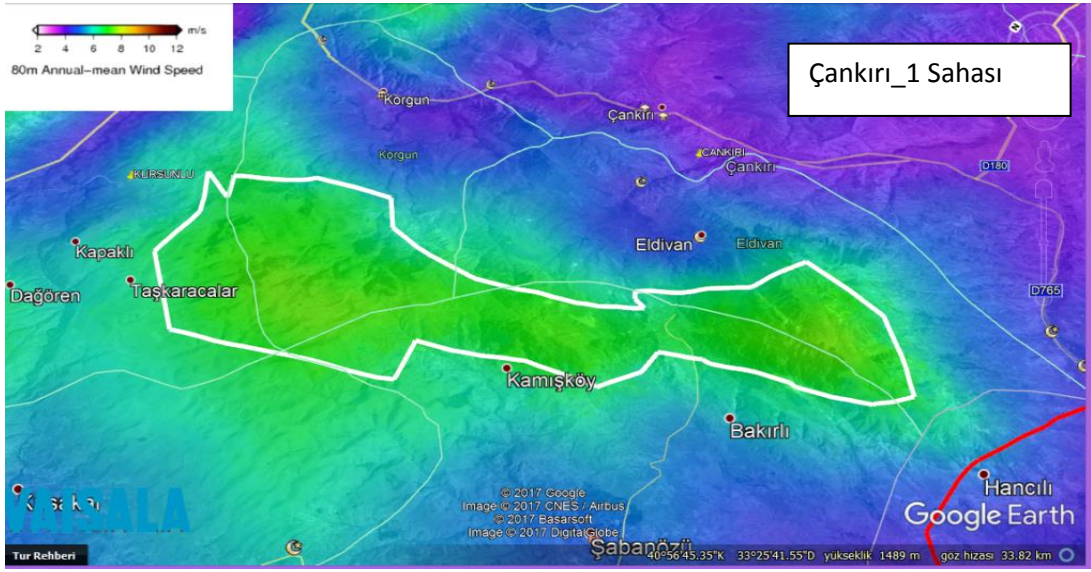 m/s
2 4 6 8 10 12
80m Annual-mean Wind Speed
Çankırı_1 Sahası
N
Korgun
Korgun
Çankırı
ÇANKIRI
Çankırı
D180
KURSUNLU
Kapaklı
Eldivan
Eldivan
Dağören
Taşkaracalar
D765
Kamışköy
Bakırlı
Hancılı
VAISALA
© 2017 Google
Image © 2017 CNES / Airbus
© 2017 Basarsoft
Image © 2017 DigitalGlobe
Google Earth
Şabanözü
Tur Rehberi
40°56'45.35"K 33°25'41.55"D yükseklik 1489 m göz hizası 33.82 km